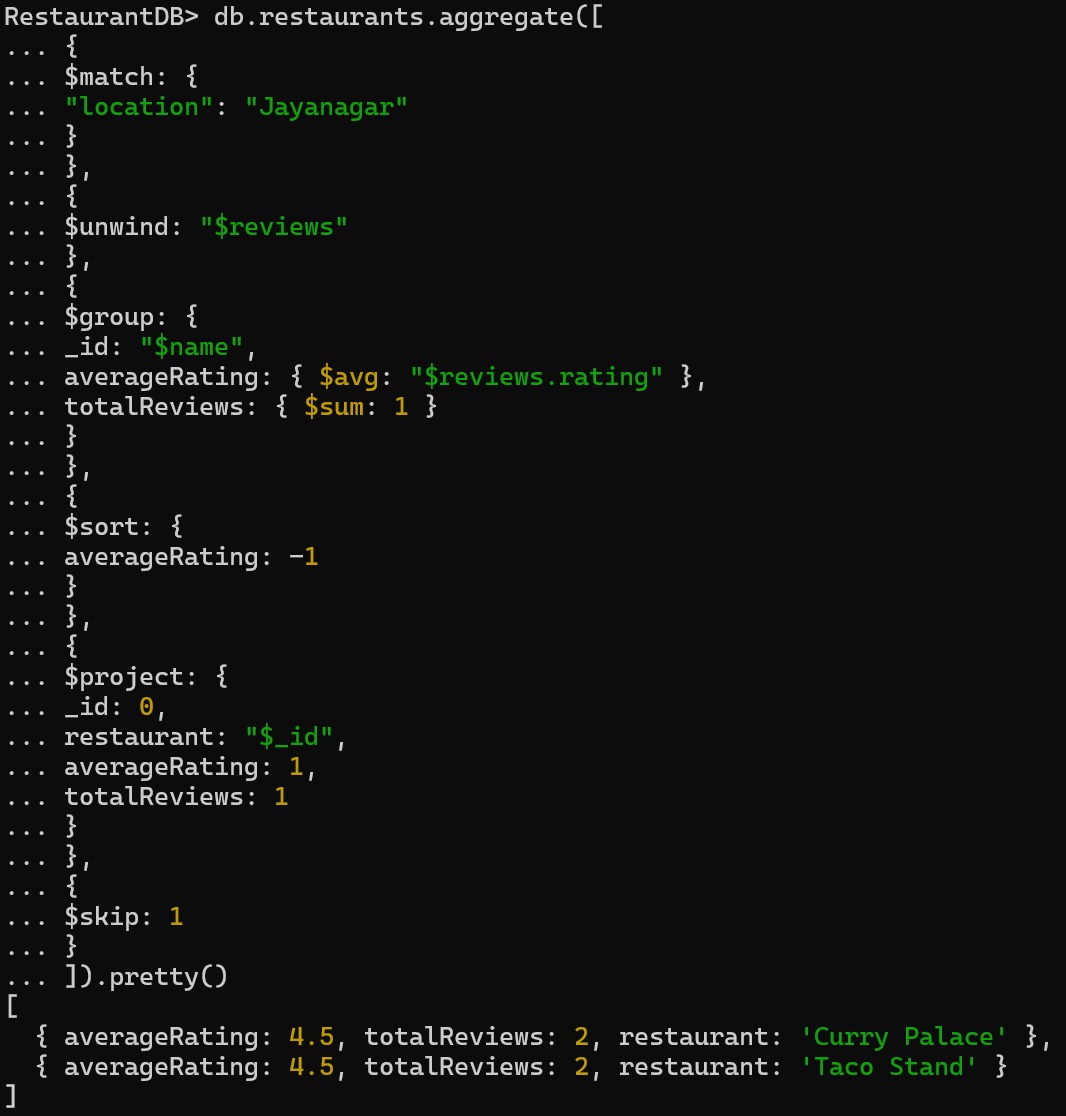 RestaurantDB> db.restaurants.aggregate([
... {
... $match: {
... "location": "Jayanagar"
... }
... },
... {
... $unwind: "$reviews"
... },
... {
... $group: {
... _id: "$name",
... averageRating: { $avg: "$reviews.rating" },
... totalReviews: { $sum: 1 }
... }
... },
... {
... $sort: {
... averageRating: -1
... }
... },
... {
... $project: {
... _id: 0,
... restaurant: "$_id",
... averageRating: 1,
... totalReviews: 1
... }
... },
... {
... $skip: 1
... }
... ]).pretty()
[
  { averageRating: 4.5, totalReviews: 2, restaurant: 'Curry Palace' },
  { averageRating: 4.5, totalReviews: 2, restaurant: 'Taco Stand' }
]